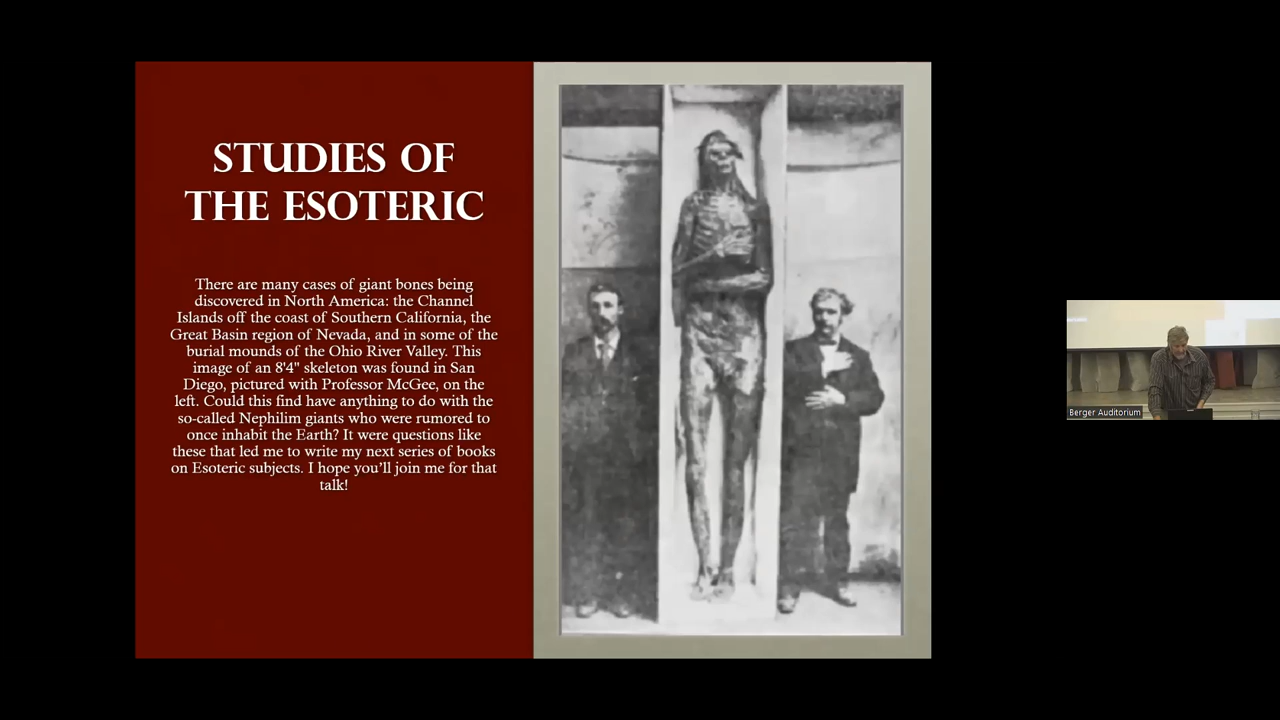 STUDIES OF
THE ESOTERIC
There are many cases of giant bones being
discovered in North America: the Channel
Islands off the coast of Southern California, the
Great Basin region of Nevada, and in some of the
burial mounds of the Ohio River Valley. This
image of an 8'4" skeleton was found in San
Diego, pictured with Professor McGee, on the
left. Could this find have anything to do with the
so-called Nephilim giants who were rumored to
once inhabit the Earth? It were questions like
these that led me to write my next series of books
on Esoteric subjects. I hope you’ll join me for that
talk!
Berger Auditorium